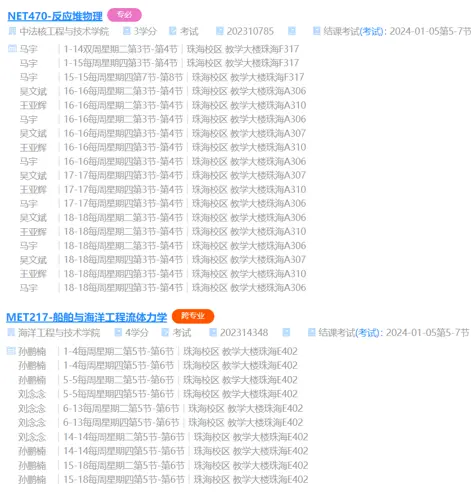 NET470-反应堆物理 专必
中法核工程与技术学院 3学分 考试 202310785 结课考试(考试): 2024-01-05第5-7节
马宇 1-14双周星期二第3节-第4节 珠海校区 教学大楼珠海F317
马宇 1-15每周星期四第3节-第4节 珠海校区 教学大楼珠海F317
马宇 15-15每周星期四第7节-第8节 珠海校区 教学大楼珠海F317
吴文斌 16-16每周星期二第3节-第4节 珠海校区 教学大楼珠海A306
王亚辉 16-16每周星期二第3节-第4节 珠海校区 教学大楼珠海A310
马宇 16-16每周星期二第3节-第4节 珠海校区 教学大楼珠海A306
吴文斌 16-16每周星期四第3节-第4节 珠海校区 教学大楼珠海A307
王亚辉 16-16每周星期四第3节-第4节 珠海校区 教学大楼珠海A310
马宇 16-16每周星期四第3节-第4节 珠海校区 教学大楼珠海A306
吴文斌 17-17每周星期四第3节-第4节 珠海校区 教学大楼珠海A307
王亚辉 17-17每周星期四第3节-第4节 珠海校区 教学大楼珠海A310
马宇 17-17每周星期四第3节-第4节 珠海校区 教学大楼珠海A306
吴文斌 18-18每周星期二第3节-第4节 珠海校区 教学大楼珠海A306
王亚辉 18-18每周星期二第3节-第4节 珠海校区 教学大楼珠海A310
马宇 18-18每周星期二第3节-第4节 珠海校区 教学大楼珠海A306
吴文斌 18-18每周星期四第3节-第4节 珠海校区 教学大楼珠海A307
王亚辉 18-18每周星期四第3节-第4节 珠海校区 教学大楼珠海A310
马宇 18-18每周星期四第3节-第4节 珠海校区 教学大楼珠海A306
MET217-船舶与海洋工程流体力学 跨专业
海洋工程与技术学院 4学分 考试 202314348 结课考试(考试): 2024-01-05第5-7节
孙鹏楠 1-4每周星期二第5节-第6节 珠海校区 教学大楼珠海E402
孙鹏楠 1-4每周星期四第5节-第6节 珠海校区 教学大楼珠海E402
孙鹏楠 5-5每周星期二第5节-第6节 珠海校区 教学大楼珠海E402
刘念念 5-5每周星期四第5节-第6节 珠海校区 教学大楼珠海E402
刘念念 6-13每周星期二第5节-第6节 珠海校区 教学大楼珠海E402
刘念念 6-13每周星期四第5节-第6节 珠海校区 教学大楼珠海E402
刘念念 14-14每周星期二第5节-第6节 珠海校区 教学大楼珠海E402
孙鹏楠 14-14每周星期四第5节-第6节 珠海校区 教学大楼珠海E402
孙鹏楠 15-18每周星期二第5节-第6节 珠海校区 教学大楼珠海E402
孙鹏楠 15-18每周星期四第5节-第6节 珠海校区 教学大楼珠海E402